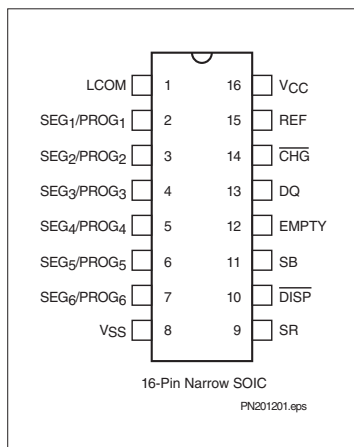 LCOM 1 16 VCC
SEG1/PROG1 2 15 REF
SEG2/PROG2 3 14 CHG
SEG3/PROG3 4 13 DQ
SEG4/PROG4 5 12 EMPTY
SEG5/PROG5 6 11 SB
SEG6/PROG6 7 10 DISP
VSS 8 9 SR
16-Pin Narrow SOIC
PN201201.eps